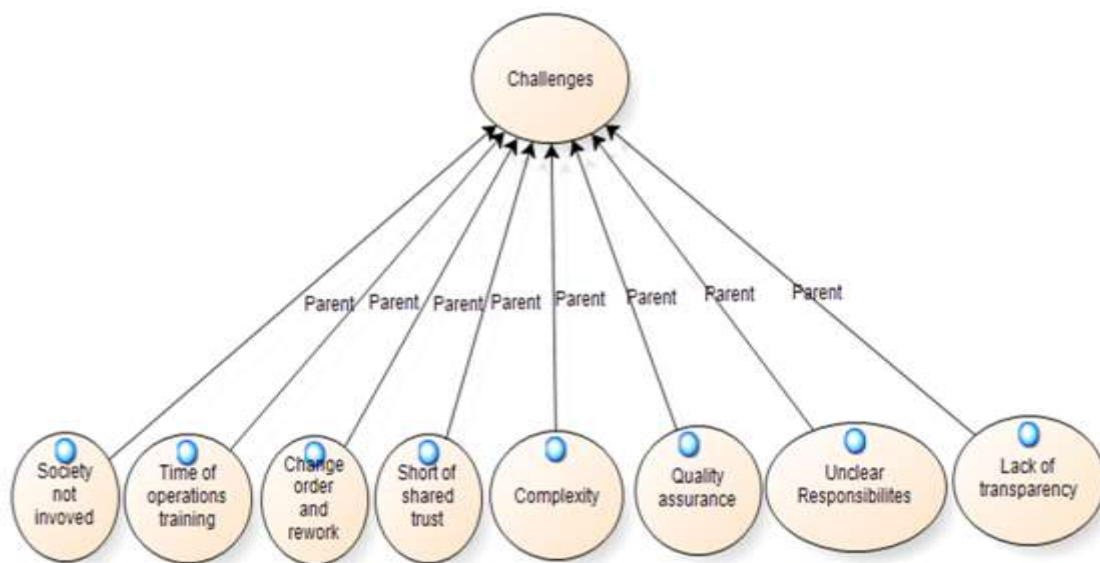 Challenges
Parent
Parent
Parent
Parent
Parent
Parent
Parent
Parent
Society
not
invoved
Time of
operations
training
Change
order
and
rework
Short of
shared
trust
Complexity
Quality
assurance
Unclear
Responsibilites
Lack of
transparency